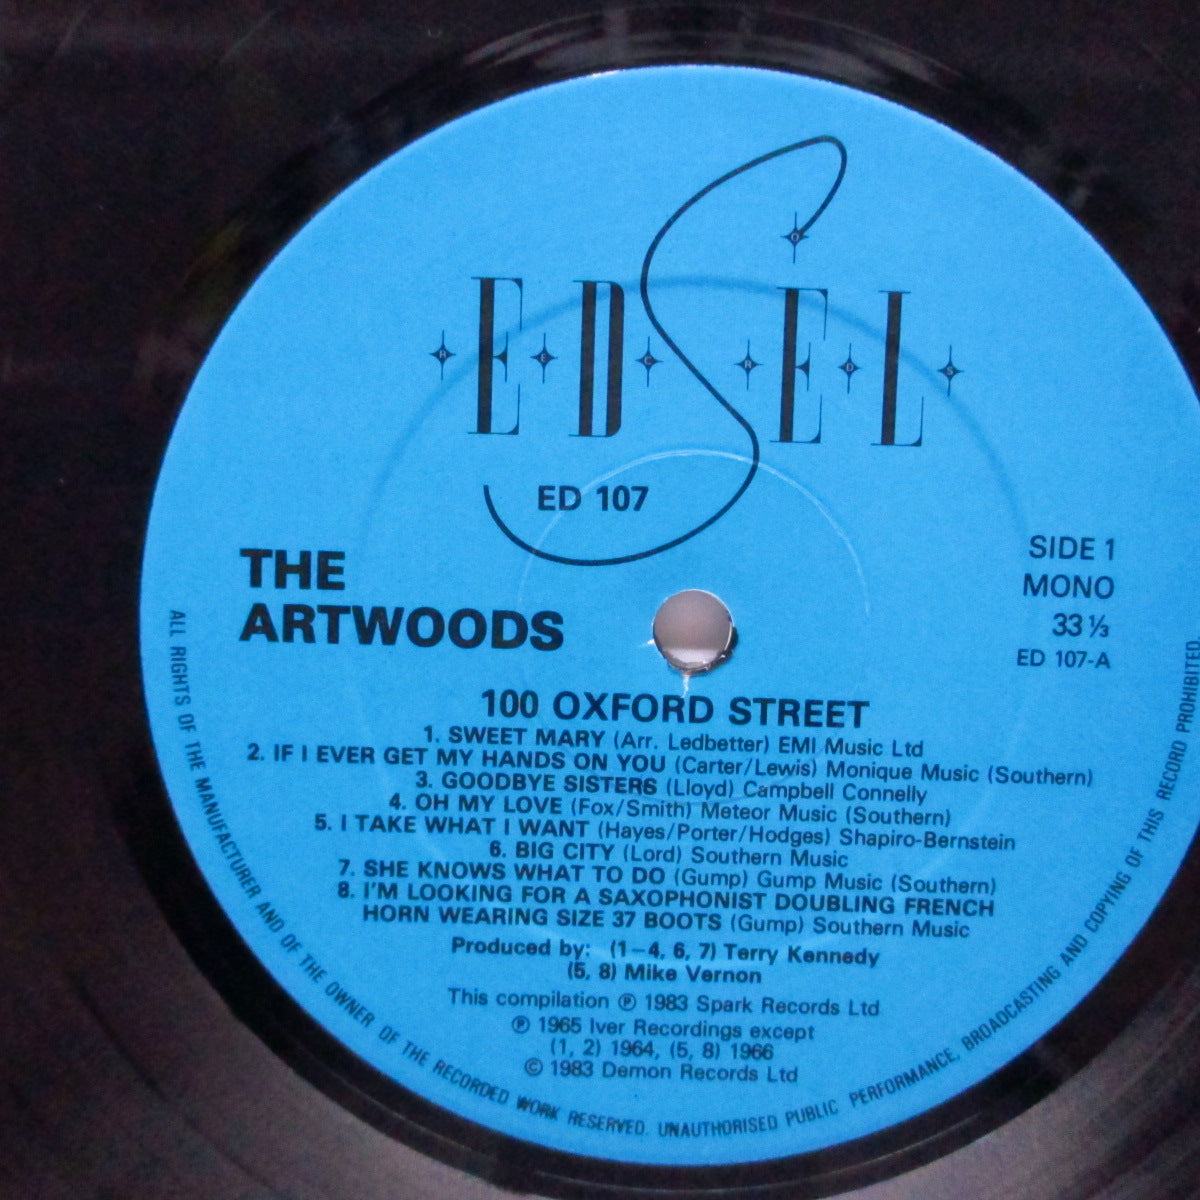 EDSEL
RECORDS
ED 107
THE
ARTWOODS
SIDE 1
MONO
33 ⅓
ED 107-A
100 OXFORD STREET
1. SWEET MARY (Arr. Ledbetter) EMI Music Ltd
2. IF I EVER GET MY HANDS ON YOU (Carter/Lewis) Monique Music (Southern)
3. GOODBYE SISTERS (Lloyd) Campbell Connelly
4. OH MY LOVE (Fox/Smith) Meteor Music (Southern)
5. I TAKE WHAT I WANT (Hayes/Porter/Hodges) Shapiro-Bernstein
6. BIG CITY (Lord) Southern Music
7. SHE KNOWS WHAT TO DO (Gump) Gump Music (Southern)
8. I'M LOOKING FOR A SAXOPHONIST DOUBLING FRENCH
HORN WEARING SIZE 37 BOOTS (Gump) Southern Music
Produced by: (1–4, 6, 7) Terry Kennedy
(5, 8) Mike Vernon
This compilation ℗ 1983 Spark Records Ltd
℗ 1965 Iver Recordings except
(1, 2) 1964, (5, 8) 1966
© 1983 Demon Records Ltd
ALL RIGHTS OF THE MANUFACTURER AND OF THE OWNER OF THE RECORDED WORK RESERVED. UNAUTHORISED PUBLIC PERFORMANCE, BROADCASTING AND COPYING OF THIS RECORD PROHIBITED